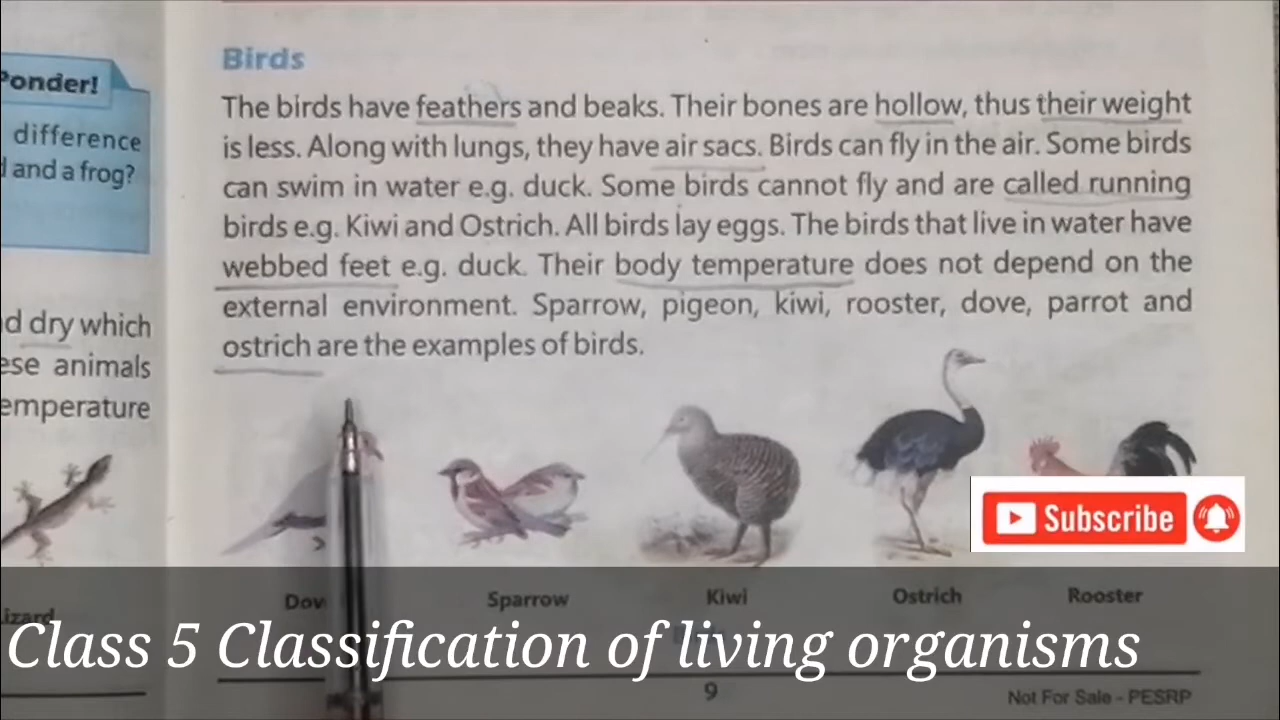 Ponder!
difference
and a frog?
dry which
ese animals
emperature
Birds
The birds have feathers and beaks. Their bones are hollow, thus their weight
is less. Along with lungs, they have air sacs. Birds can fly in the air. Some birds
can swim in water e.g. duck. Some birds cannot fly and are called running
birds e.g. Kiwi and Ostrich. All birds lay eggs. The birds that live in water have
webbed feet e.g. duck. Their body temperature does not depend on the
external environment. Sparrow, pigeon, kiwi, rooster, dove, parrot and
ostrich are the examples of birds.
Subscribe
izard
Dov
Sparrow
Kiwi
Ostrich
Rooster
Class 5 Classification of living organisms
9
Not For Sale - PESRP